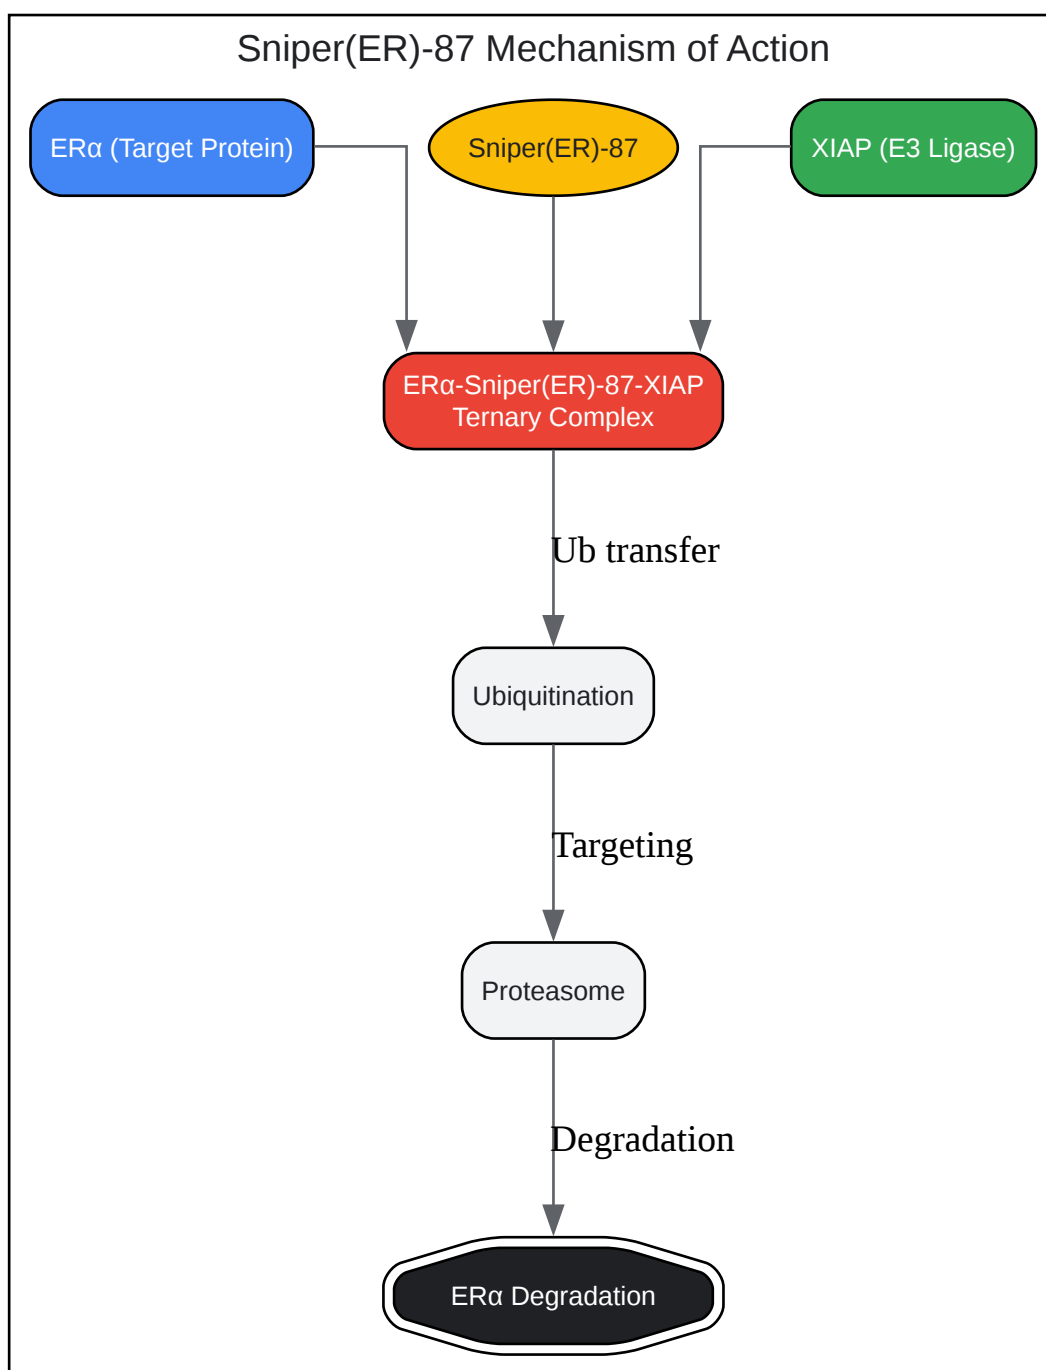 Sniper(ER)-87 Mechanism of Action
ERα (Target Protein)
Sniper(ER)-87
XIAP (E3 Ligase)
ERα-Sniper(ER)-87-XIAP
Ternary Complex
Ub transfer
Ubiquitination
Targeting
Proteasome
Degradation
ERα Degradation